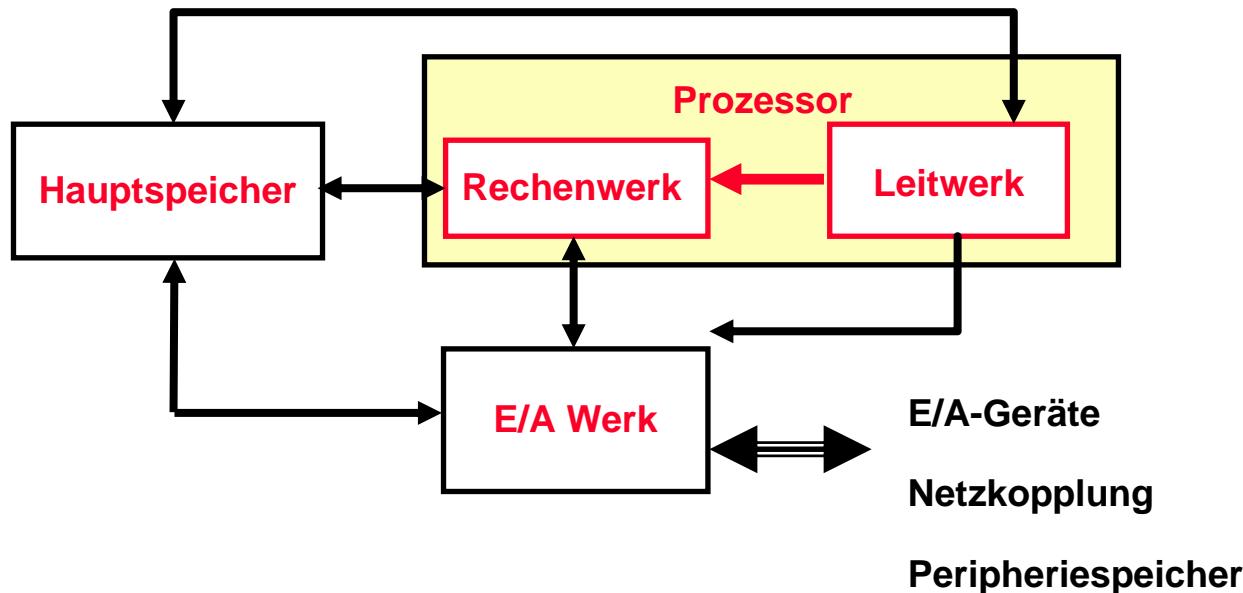 Prozessor
Hauptspeicher
Rechenwerk
Leitwerk
E/A Werk
E/A-Geräte
Netzkopplung
Peripheriespeicher